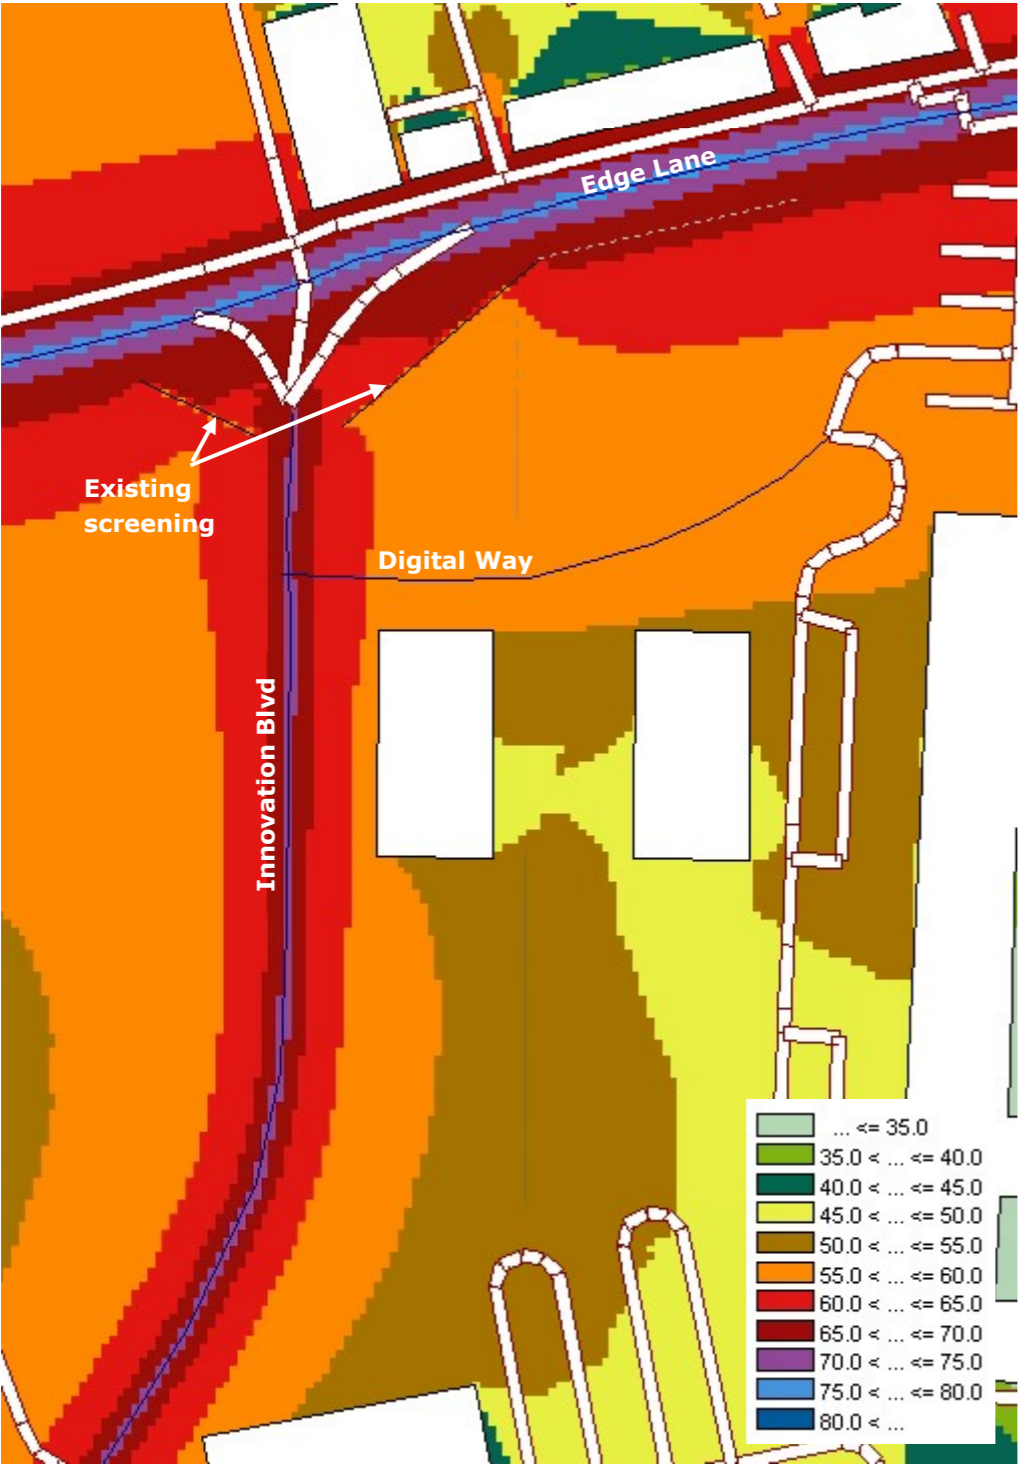 Edge Lane
Existing
screening
Digital Way
Innovation Blvd
... <= 35.0
35.0 < ... <= 40.0
40.0 < ... <= 45.0
45.0 < ... <= 50.0
50.0 < ... <= 55.0
55.0 < ... <= 60.0
60.0 < ... <= 65.0
65.0 < ... <= 70.0
70.0 < ... <= 75.0
75.0 < ... <= 80.0
80.0 < ...